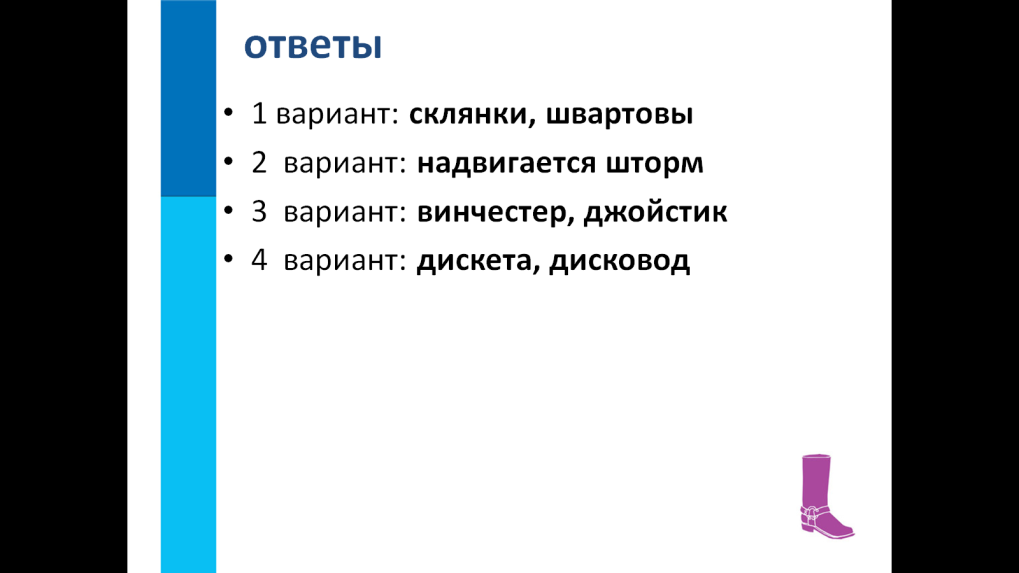 ответы
• 1 вариант: склянки, швартовы
• 2 вариант: надвигается шторм
• 3 вариант: винчестер, джойстик
• 4 вариант: дискета, дисковод